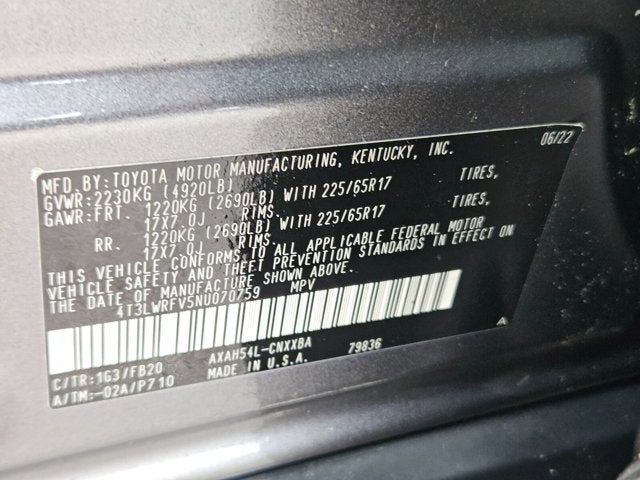 MFD.BY:TOYOTA MOTOR MANUFACTURING, KENTUCKY, INC. 06/22
GVWR:2230KG (4920LB)
GAWR:FRT. 1220KG (2690LB) WITH 225/65R17 TIRES,
17X7.0J RIMS.
RR. 1220KG (2690LB) WITH 225/65R17 TIRES,
17X7.0J RIMS.
THIS VEHICLE CONFORMS TO ALL APPLICABLE FEDERAL MOTOR
VEHICLE SAFETY AND THEFT PREVENTION STANDARDS IN EFFECT ON
THE DATE OF MANUFACTURE SHOWN ABOVE.
4T3LWRFV5NU070759 MPV
C/TR:1G3/FB20 AXAH54L-CNXXBA 79836
A/TM:-02A/P710 MADE IN U.S.A.